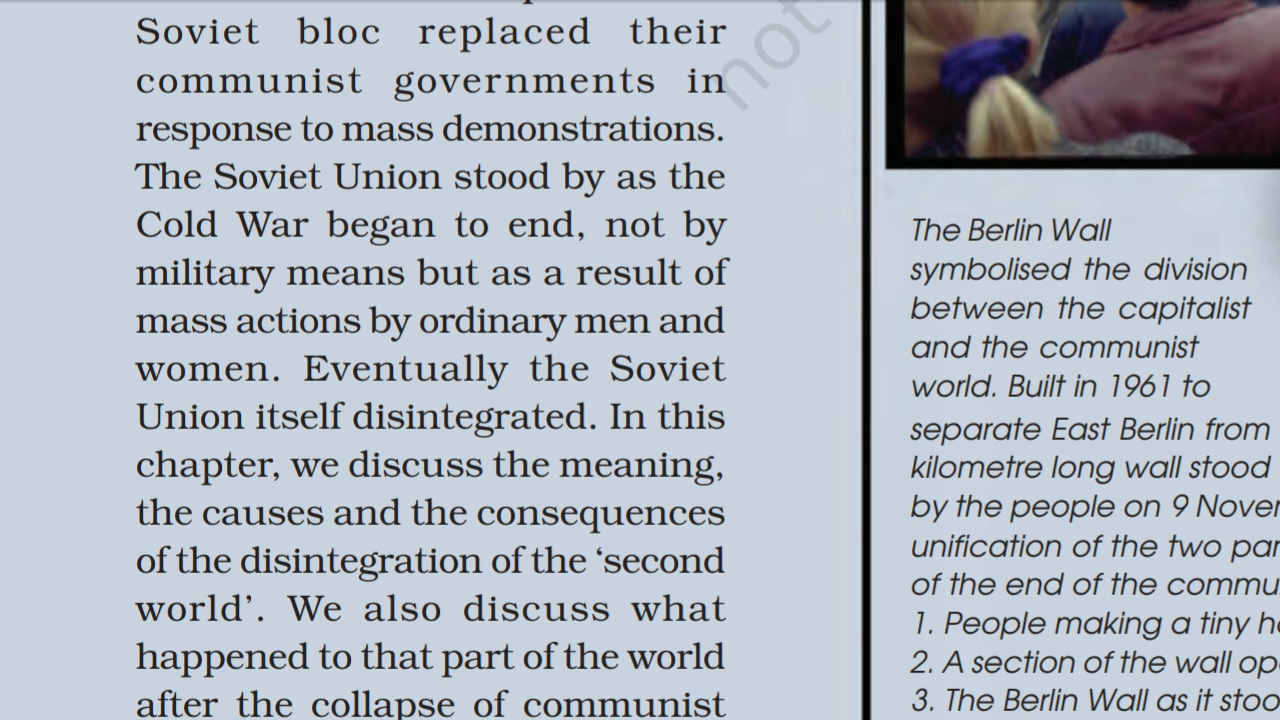 Soviet bloc replaced their
communist governments in
response to mass demonstrations.
The Soviet Union stood by as the
Cold War began to end, not by
military means but as a result of
mass actions by ordinary men and
women. Eventually the Soviet
Union itself disintegrated. In this
chapter, we discuss the meaning,
the causes and the consequences
of the disintegration of the ‘second
world’. We also discuss what
happened to that part of the world
after the collapse of communist
not
The Berlin Wall
symbolised the division
between the capitalist
and the communist
world. Built in 1961 to
separate East Berlin from
kilometre long wall stood
by the people on 9
unification of the two
of the end of the
1. People making a tiny
2. A section of the wall
3. The Berlin Wall as it